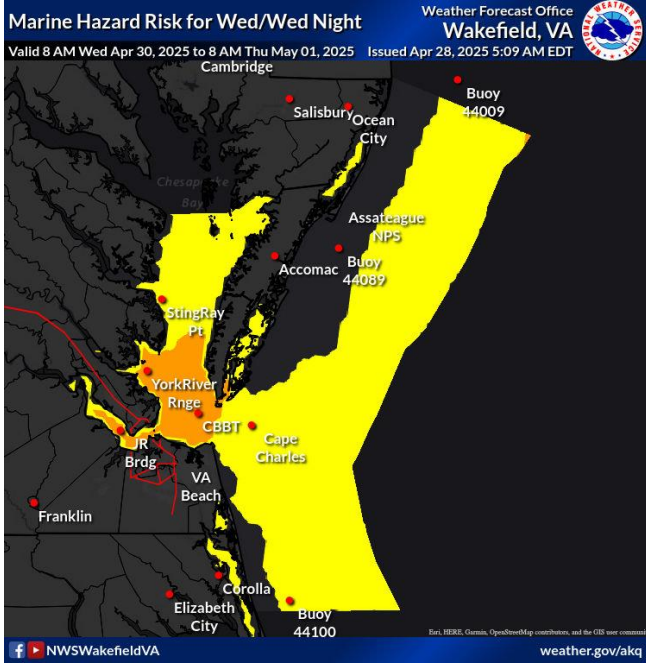 Marine Hazard Risk for Wed/Wed Night
Valid 8 AM Wed Apr 30, 2025 to 8 AM Thu May 01, 2025
Issued Apr 28, 2025 5:09 AM EDT
Weather Forecast Office
Wakefield, VA
NATIONAL WEATHER SERVICE
Cambridge
Buoy
44009
Salisbury
Ocean
City
Chesapeake
Bay
Assateague
NPS
Accomac
Buoy
44089
StingRay
Pt
YorkRiver
Rnge
CBBT
Cape
Charles
JR
Brdg
VA
Beach
Franklin
Corolla
Elizabeth
City
Buoy
44100
Esri, HERE, Garmin, OpenStreetMap contributors, and the GIS user communi
NWSWakefieldVA
weather.gov/akq